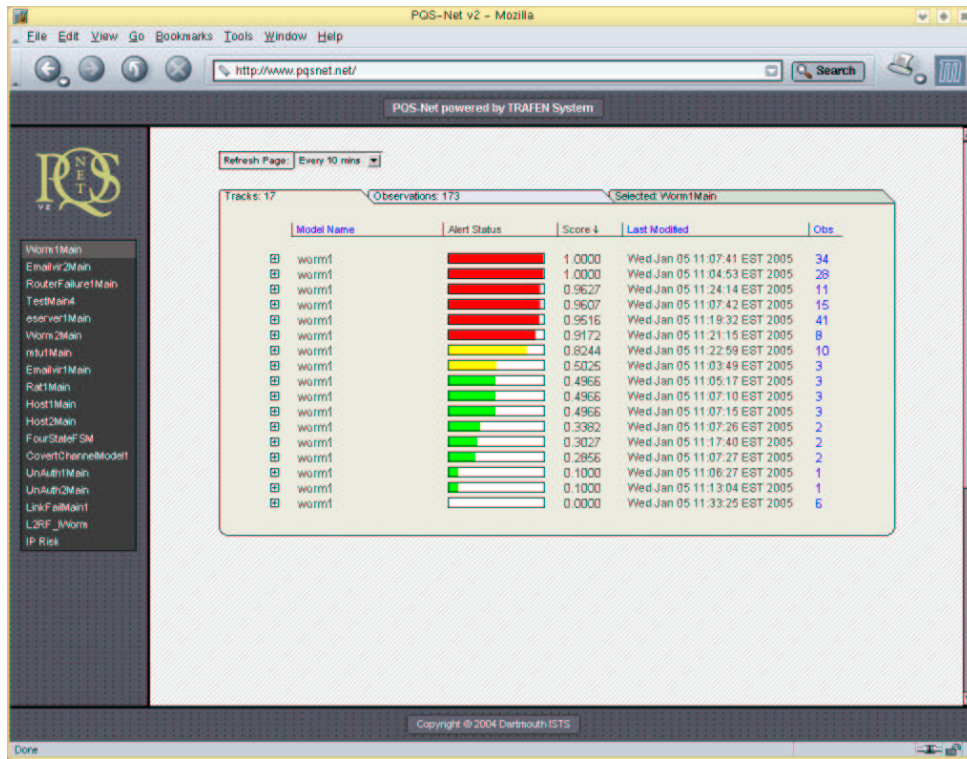 PQS-Net v2 - Mozilla
File Edit View Go Bookmarks Tools Window Help
http://www.pqsnet.net/
Search
PQS-Net powered by TRAFEN System
PQS
NET
V2
Refresh Page: Every 10 mins
Tracks: 17 Observations: 173 Selected: Worm1Main
Model Name Alert Status Score ↓ Last Modified Obs
worm1 1.0000 Wed Jan 05 11:07:41 EST 2005 34
worm1 1.0000 Wed Jan 05 11:04:53 EST 2005 28
worm1 0.9627 Wed Jan 05 11:24:14 EST 2005 11
worm1 0.9607 Wed Jan 05 11:07:42 EST 2005 15
worm1 0.9516 Wed Jan 05 11:19:32 EST 2005 41
worm1 0.9172 Wed Jan 05 11:21:15 EST 2005 8
worm1 0.8244 Wed Jan 05 11:22:59 EST 2005 10
worm1 0.5025 Wed Jan 05 11:03:49 EST 2005 3
worm1 0.4966 Wed Jan 05 11:05:17 EST 2005 3
worm1 0.4966 Wed Jan 05 11:07:10 EST 2005 3
worm1 0.4966 Wed Jan 05 11:07:15 EST 2005 3
worm1 0.3382 Wed Jan 05 11:07:26 EST 2005 2
worm1 0.3027 Wed Jan 05 11:17:40 EST 2005 2
worm1 0.2856 Wed Jan 05 11:07:27 EST 2005 2
worm1 0.1000 Wed Jan 05 11:06:27 EST 2005 1
worm1 0.1000 Wed Jan 05 11:13:04 EST 2005 1
worm1 0.0000 Wed Jan 05 11:33:25 EST 2005 6
Worm1Main
Emailvir2Main
RouterFailure1Main
TestMain4
eserver1Main
Worm2Main
mtu1Main
Emailvir1Main
Rat1Main
Host1Main
Host2Main
FourStateFSM
CovertChannelModel1
UnAuth1Main
UnAuth2Main
LinkFailMain1
L2RF_IWorm
IP Risk
Copyright © 2004 Dartmouth ISTS
Done